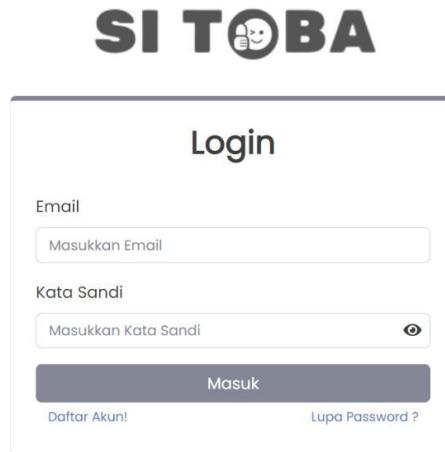 SI TOBA
Login
Email
Masukkan Email
Kata Sandi
Masukkan Kata Sandi
Masuk
Daftar Akun! Lupa Password ?